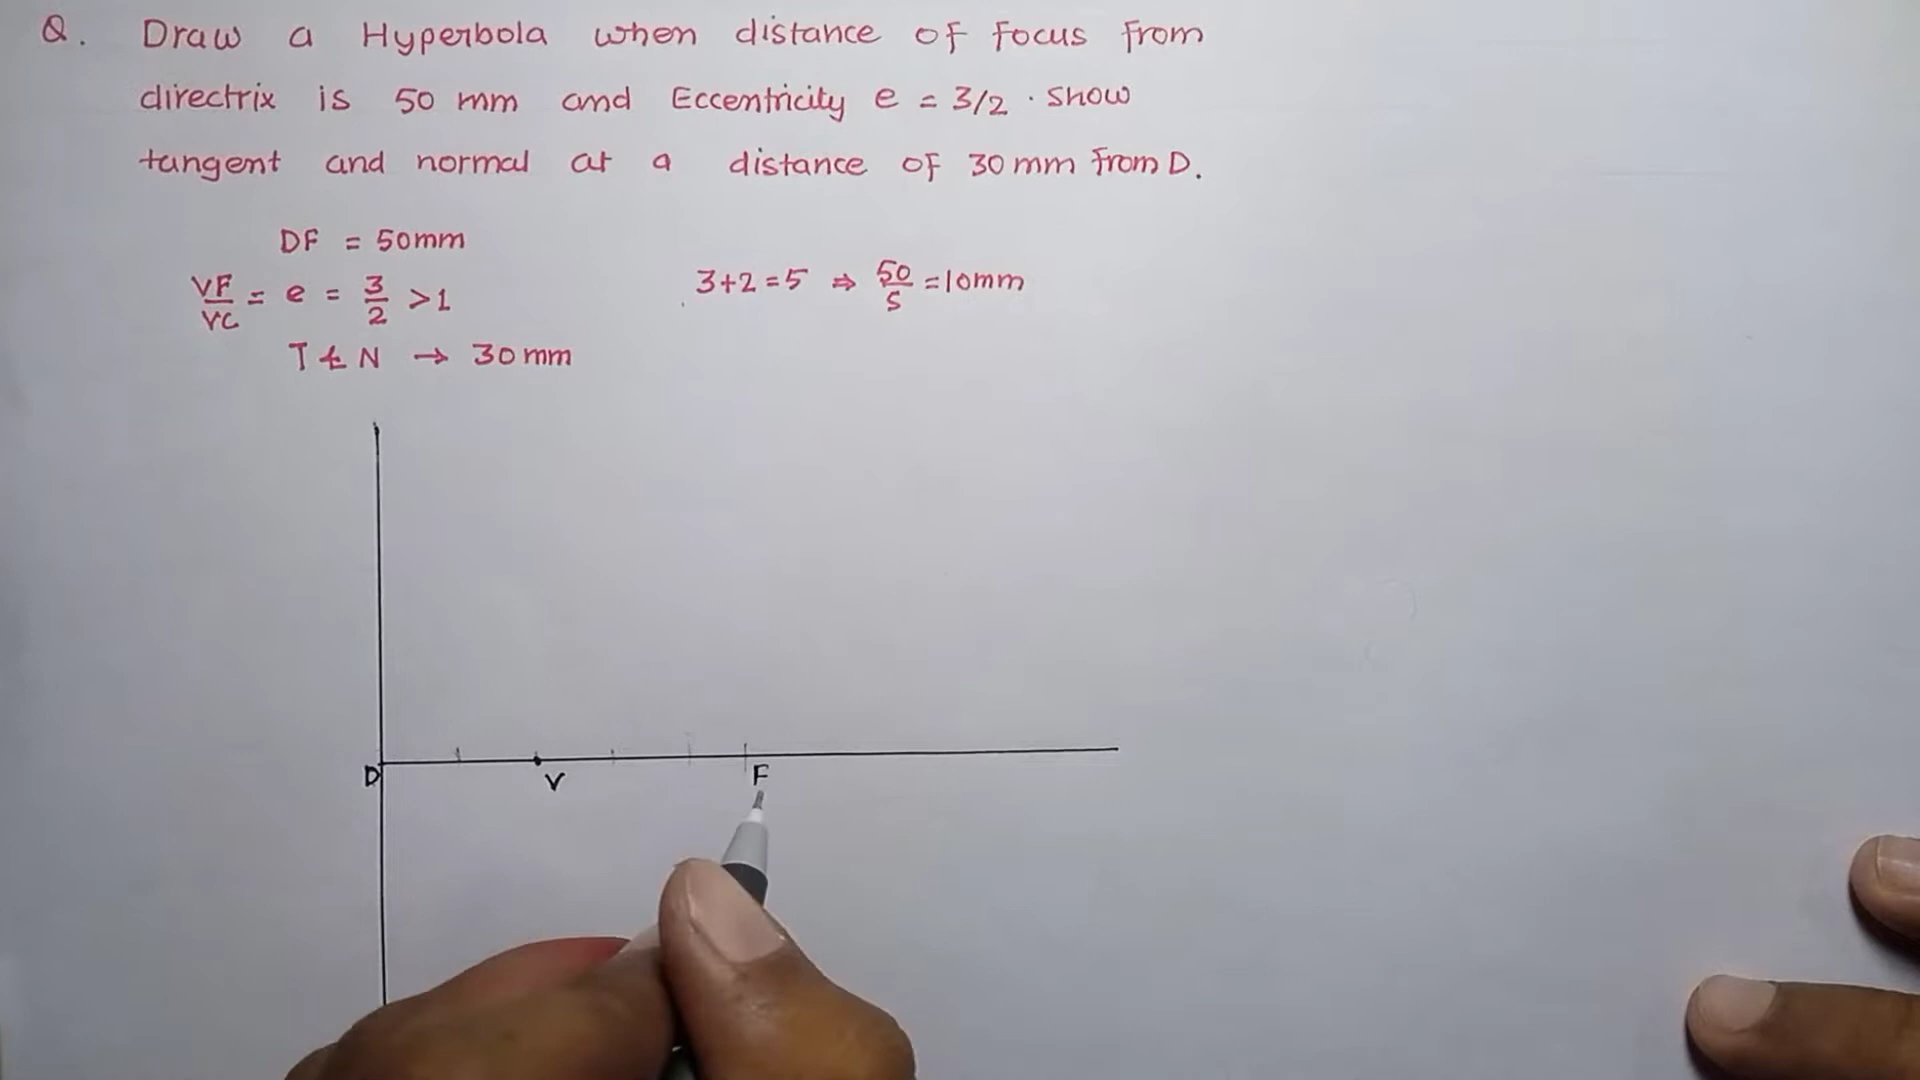 Q. Draw a Hyperbola when distance of Focus From
directrix is 50 mm and Eccentricity e = 3/2 . Show
tangent and normal at a distance of 30 mm From D.
DF = 50mm
VF/VC = e = 3/2 > 1
3+2=5 ⇒ 50/5 = 10mm
T & N → 30 mm
D V F